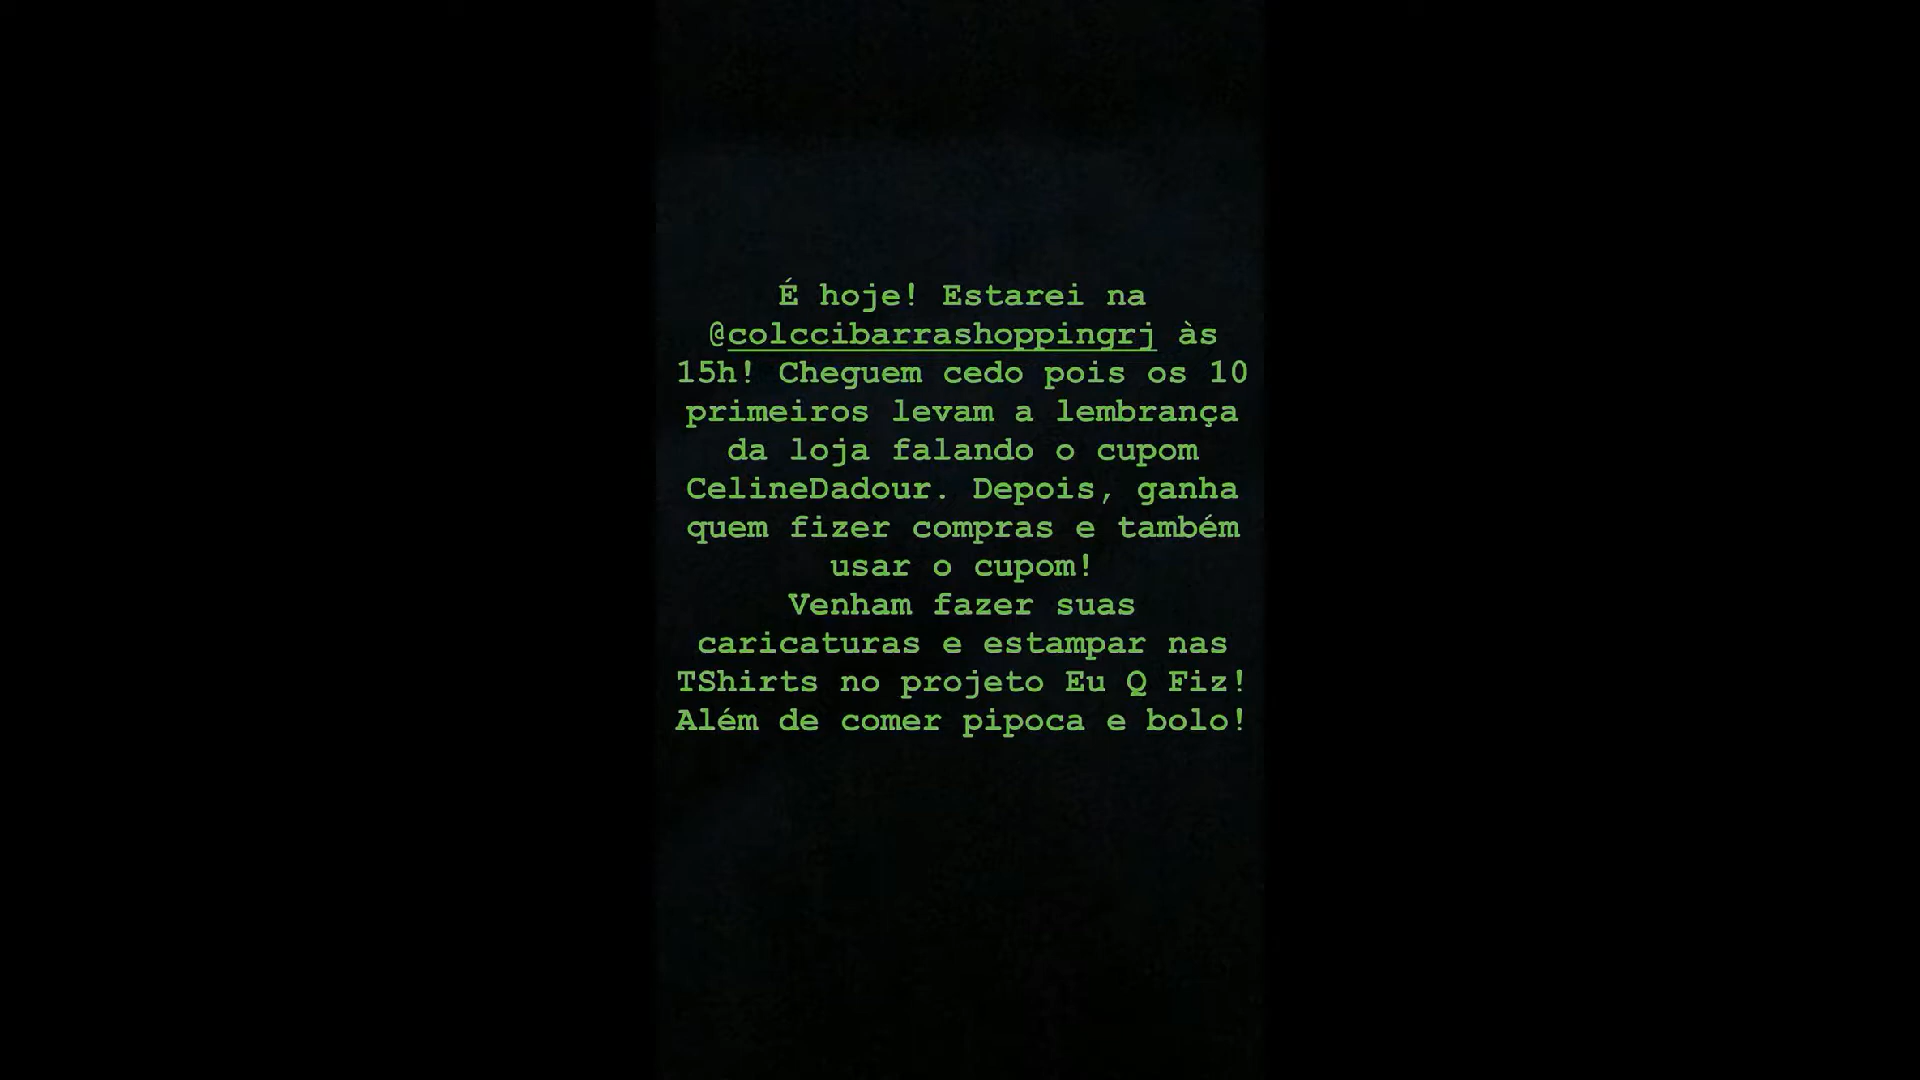 É hoje! Estarei na
@colccibarrashoppingrj às
15h! Cheguem cedo pois os 10
primeiros levam a lembrança
da loja falando o cupom
CelineDadour. Depois, ganha
quem fizer compras e também
usar o cupom!
Venham fazer suas
caricaturas e estampar nas
TShirts no projeto Eu Q Fiz!
Além de comer pipoca e bolo!